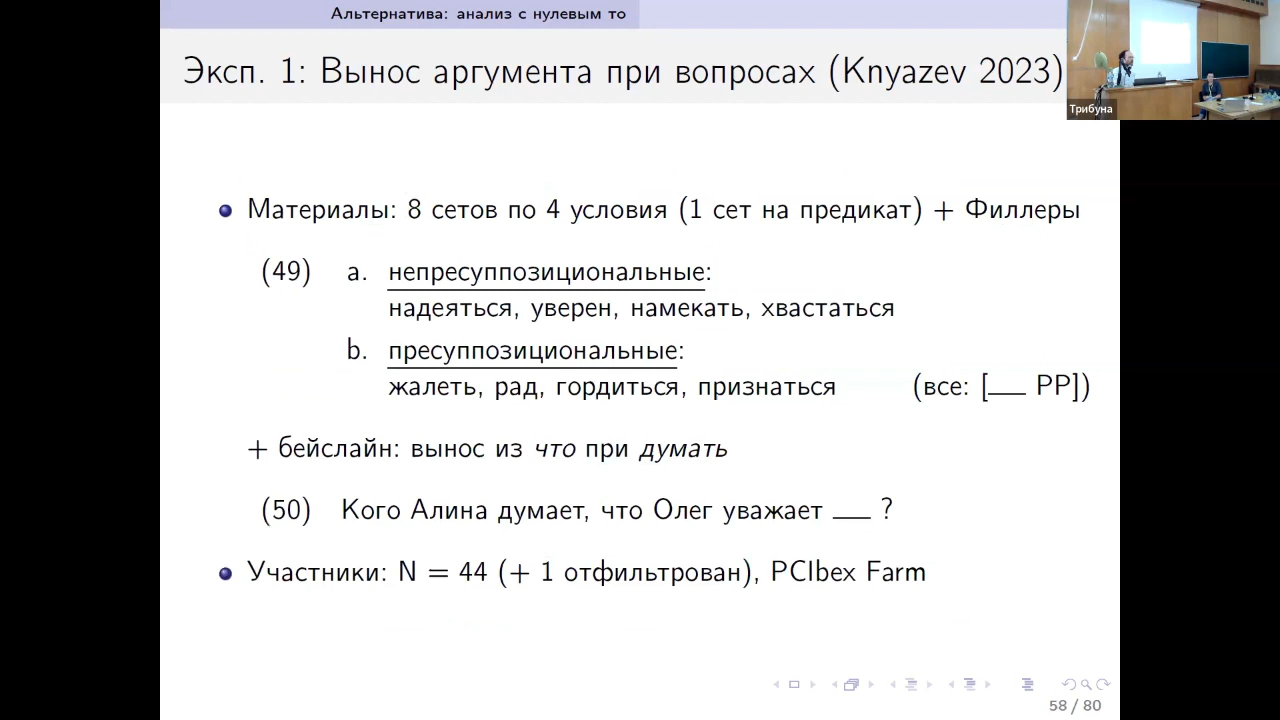 Альтернатива: анализ с нулевым то
Эксп. 1: Вынос аргумента при вопросах (Knyazev 2023)
Трибуна
Материалы: 8 сетов по 4 условия (1 сет на предикат) + Филлеры
(49) a. непресуппозициональные:
надеяться, уверен, намекать, хвастаться
b. пресуппозициональные:
жалеть, рад, гордиться, признаться (все: [___ PP])
+ бейслайн: вынос из что при думать
(50) Кого Алина думает, что Олег уважает ___ ?
Участники: N = 44 (+ 1 отфильтрован), PCIbex Farm
58 / 80